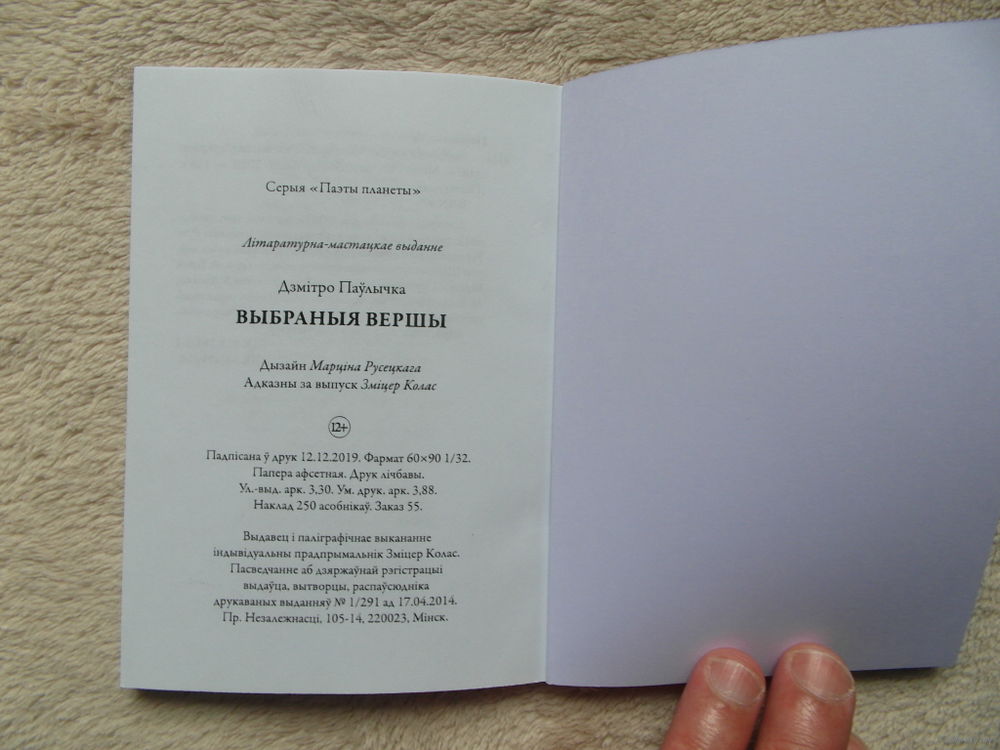 Серыя «Паэты планеты»
Літаратурна-мастацкае выданне
Дзмітро Паўлычка
ВЫБРАНЫЯ ВЕРШЫ
Дызайн Марціна Русецкага
Адказны за выпуск Зміцер Колас
12+
Падпісана ў друк 12.12.2019. Фармат 60×90 1/32.
Папера афсетная. Друк лічбавы.
Ул.-выд. арк. 3,30. Ум. друк. арк. 3,88.
Наклад 250 асобнікаў. Заказ 55.
Выдавец і паліграфічнае выкананне
індывідуальны прадпрымальнік Зміцер Колас.
Пасведчанне аб дзяржаўнай рэгістрацыі
выдаўца, вытворцы, распаўсюдніка
друкаваных выданняў № 1/291 ад 17.04.2014.
Пр. Незалежнасці, 105-14, 220023, Мінск.